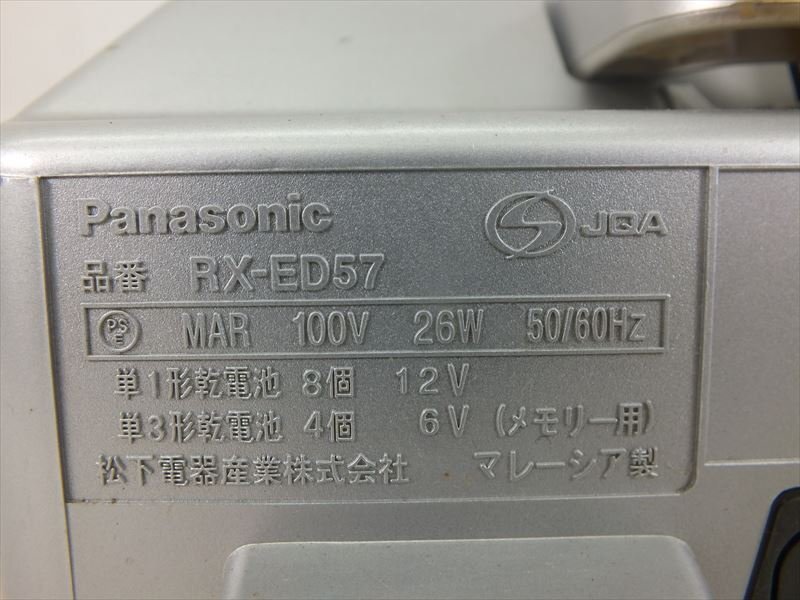 Panasonic JQA
品番 RX-ED57
PSE MAR 100V 26W 50/60Hz
単1形乾電池 8個 12V
単3形乾電池 4個 6V (メモリー用)
松下電器産業株式会社 マレーシア製